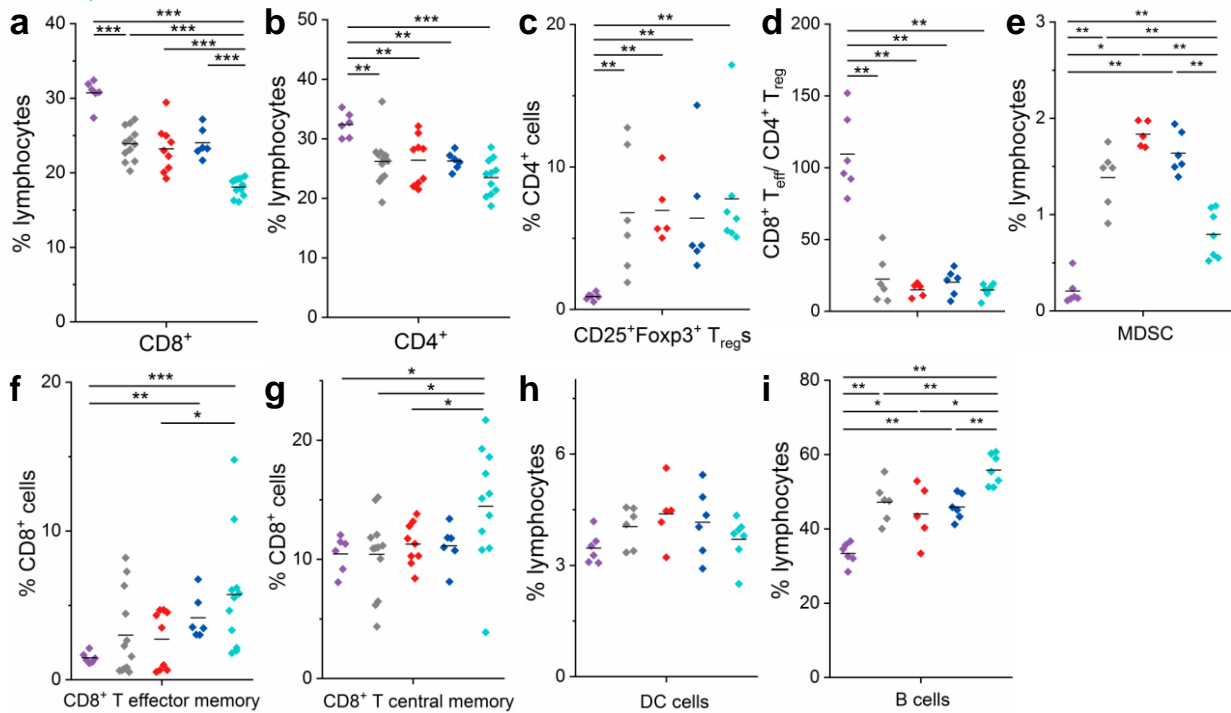 a
***
***
***
***
***
% lymphocytes
40
30
20
10
0
CD8⁺
b
***
**
**
**
% lymphocytes
50
40
30
20
10
0
CD4⁺
c
**
**
**
**
% CD4⁺ cells
20
10
0
CD25⁺Foxp3⁺ Tregs
d
**
**
**
**
CD8⁺ Teff/ CD4⁺ Treg
200
150
100
50
0
e
**
** **
* **
** **
% lymphocytes
3
2
1
0
MDSC
f
***
**
*
% CD8⁺ cells
20
10
0
CD8⁺ T effector memory
g
*
*
*
% CD8⁺ cells
20
10
0
CD8⁺ T central memory
h
% lymphocytes
6
3
0
DC cells
i
**
** **
* *
** **
% lymphocytes
80
60
40
20
0
B cells